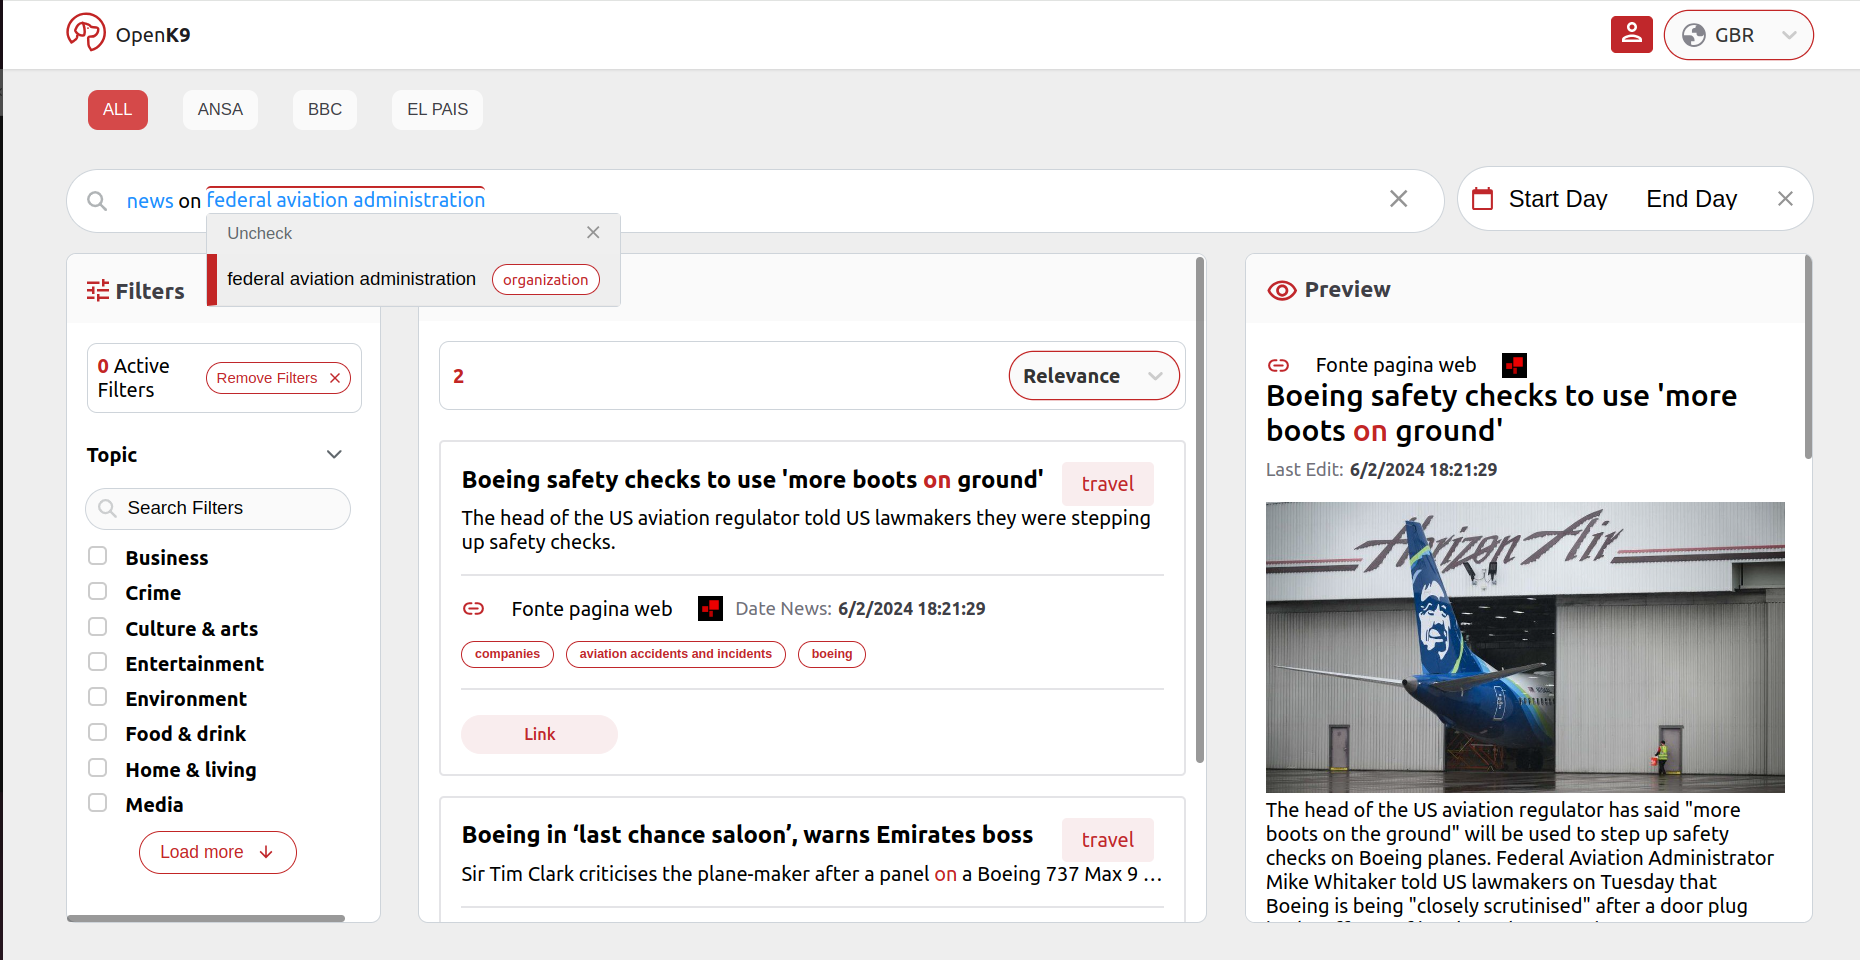 OpenK9
GBR
ALL
ANSA
BBC
EL PAIS
news on federal aviation administration
Start Day
End Day
Uncheck
federal aviation administration
organization
Filters
0 Active
Filters
Remove Filters
Topic
Search Filters
Business
Crime
Culture & arts
Entertainment
Environment
Food & drink
Home & living
Media
Load more
2
Relevance
Boeing safety checks to use 'more boots on ground'
travel
The head of the US aviation regulator told US lawmakers they were stepping
up safety checks.
Fonte pagina web
Date News: 6/2/2024 18:21:29
companies
aviation accidents and incidents
boeing
Link
Boeing in ‘last chance saloon’, warns Emirates boss
travel
Sir Tim Clark criticises the plane-maker after a panel on a Boeing 737 Max 9 …
Preview
Fonte pagina web
Boeing safety checks to use 'more
boots on ground'
Last Edit: 6/2/2024 18:21:29
Horizon Air
The head of the US aviation regulator has said "more
boots on the ground" will be used to step up safety
checks on Boeing planes. Federal Aviation Administrator
Mike Whitaker told US lawmakers on Tuesday that
Boeing is being "closely scrutinised" after a door plug